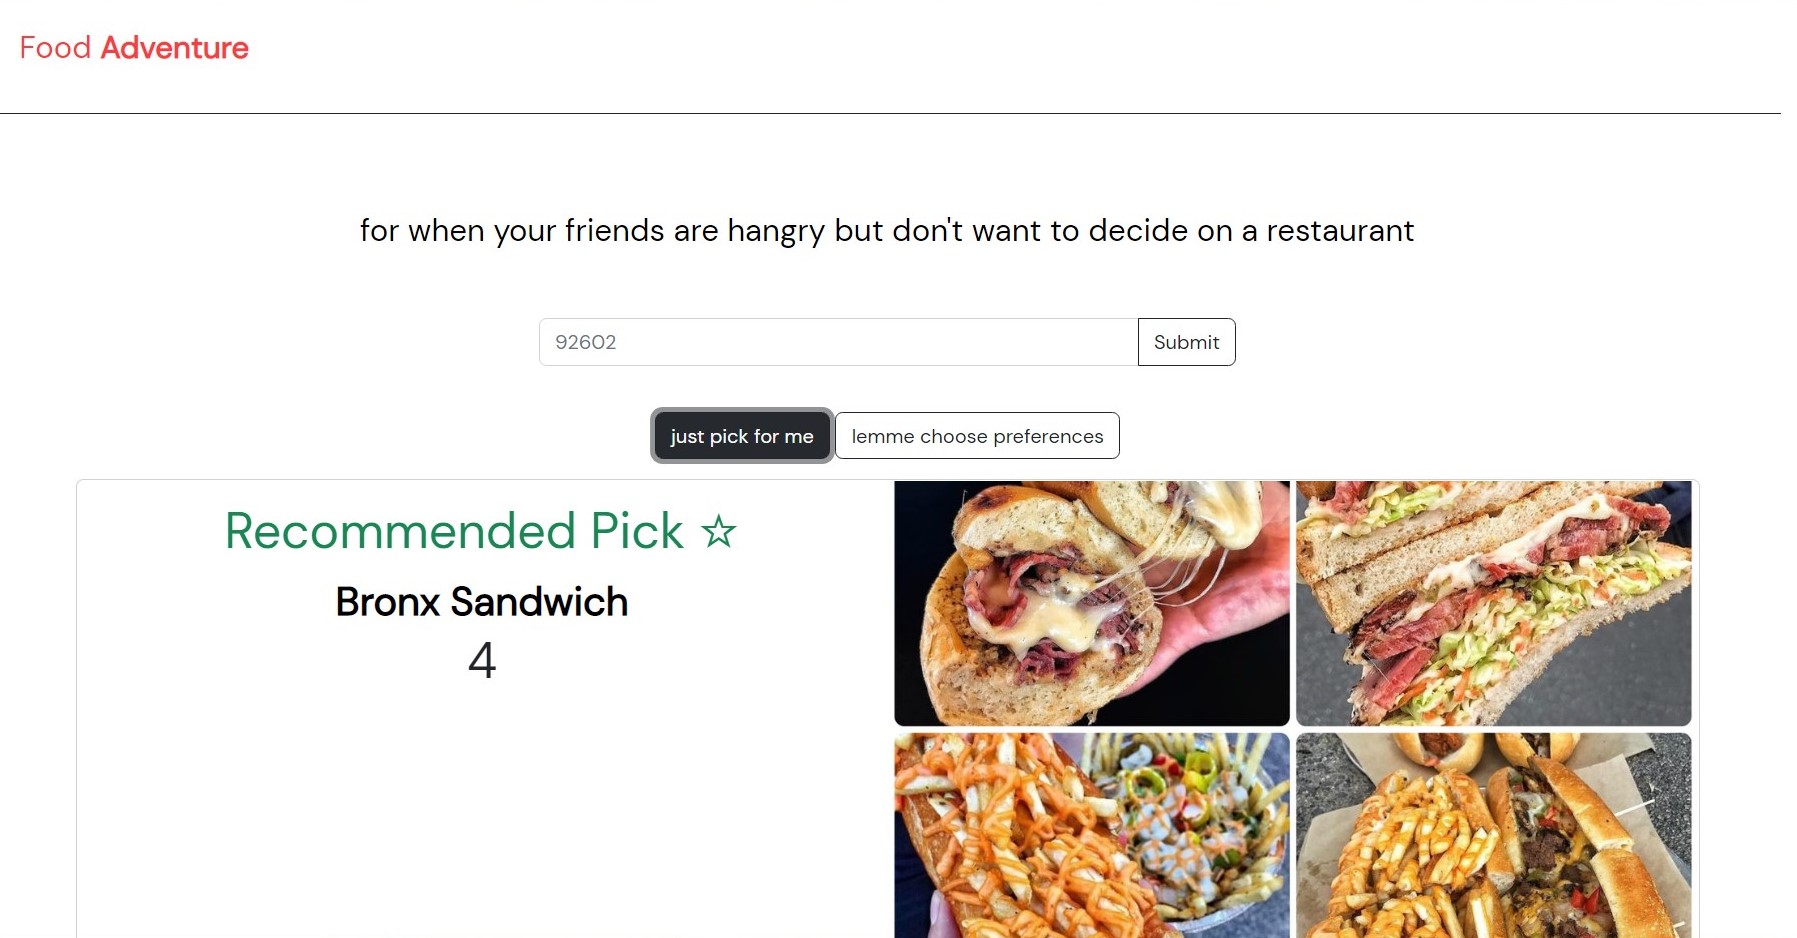 Food Adventure
for when your friends are hangry but don't want to decide on a restaurant
92602
Submit
just pick for me
lemme choose preferences
Recommended Pick ☆
Bronx Sandwich
4